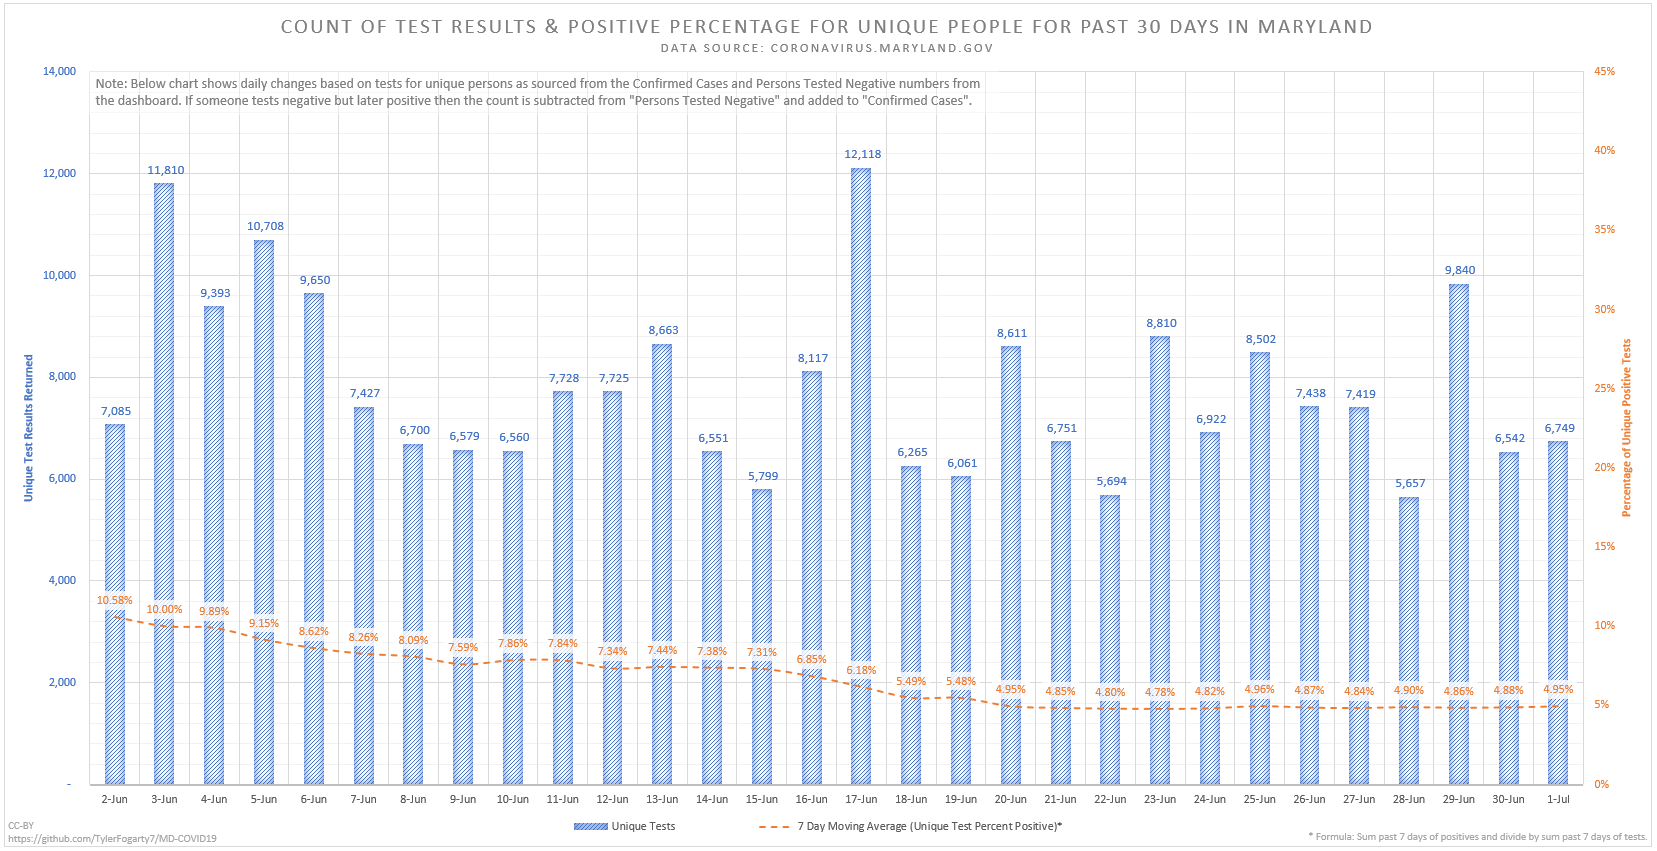 COUNT OF TEST RESULTS & POSITIVE PERCENTAGE FOR UNIQUE PEOPLE FOR PAST 30 DAYS IN MARYLAND
DATA SOURCE: CORONAVIRUS.MARYLAND.GOV
Note: Below chart shows daily changes based on tests for unique persons as sourced from the Confirmed Cases and Persons Tested Negative numbers from
the dashboard. If someone tests negative but later positive then the count is subtracted from "Persons Tested Negative" and added to "Confirmed Cases".
Unique Test Results Returned
14,000
12,000
10,000
8,000
6,000
4,000
2,000
-
7,085
11,810
9,393
10,708
9,650
7,427
6,700
6,579
6,560
7,728
7,725
8,663
6,551
5,799
8,117
12,118
6,265
6,061
8,611
6,751
5,694
8,810
6,922
8,502
7,438
7,419
5,657
9,840
6,542
6,749
10.58%
10.00%
9.89%
9.15%
8.62%
8.26%
8.09%
7.59%
7.86%
7.84%
7.34%
7.44%
7.38%
7.31%
6.85%
6.18%
5.49%
5.48%
4.95%
4.85%
4.80%
4.78%
4.82%
4.96%
4.87%
4.84%
4.90%
4.86%
4.88%
4.95%
45%
40%
35%
30%
25%
20%
15%
10%
5%
0%
Percentage of Unique Positive Tests
2-Jun
3-Jun
4-Jun
5-Jun
6-Jun
7-Jun
8-Jun
9-Jun
10-Jun
11-Jun
12-Jun
13-Jun
14-Jun
15-Jun
16-Jun
17-Jun
18-Jun
19-Jun
20-Jun
21-Jun
22-Jun
23-Jun
24-Jun
25-Jun
26-Jun
27-Jun
28-Jun
29-Jun
30-Jun
1-Jul
Unique Tests
7 Day Moving Average (Unique Test Percent Positive)*
CC-BY
https://github.com/TylerFogarty7/MD-COVID19
* Formula: Sum past 7 days of positives and divide by sum past 7 days of tests.